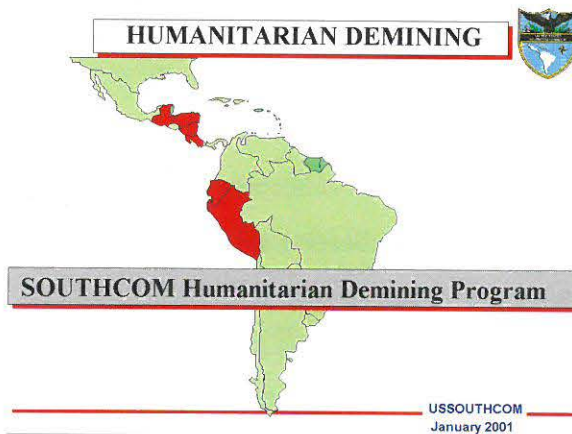 HUMANITARIAN DEMINING
SOUTHCOM Humanitarian Demining Program
USSOUTHCOM
January 2001